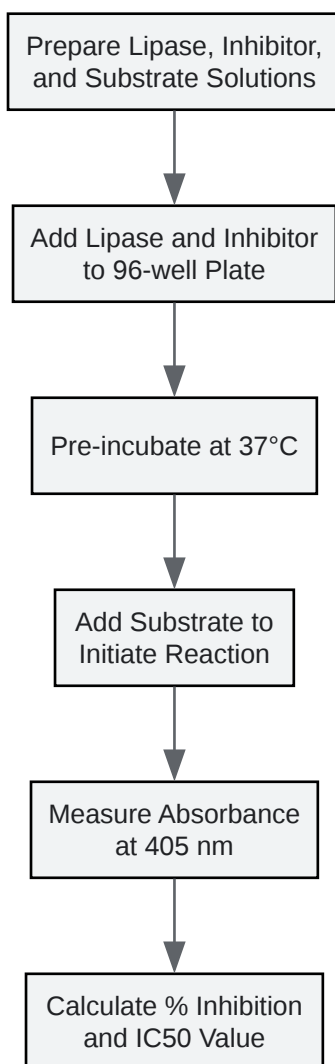 Prepare Lipase, Inhibitor,
and Substrate Solutions
Add Lipase and Inhibitor
to 96-well Plate
Pre-incubate at 37°C
Add Substrate to
Initiate Reaction
Measure Absorbance
at 405 nm
Calculate % Inhibition
and IC50 Value